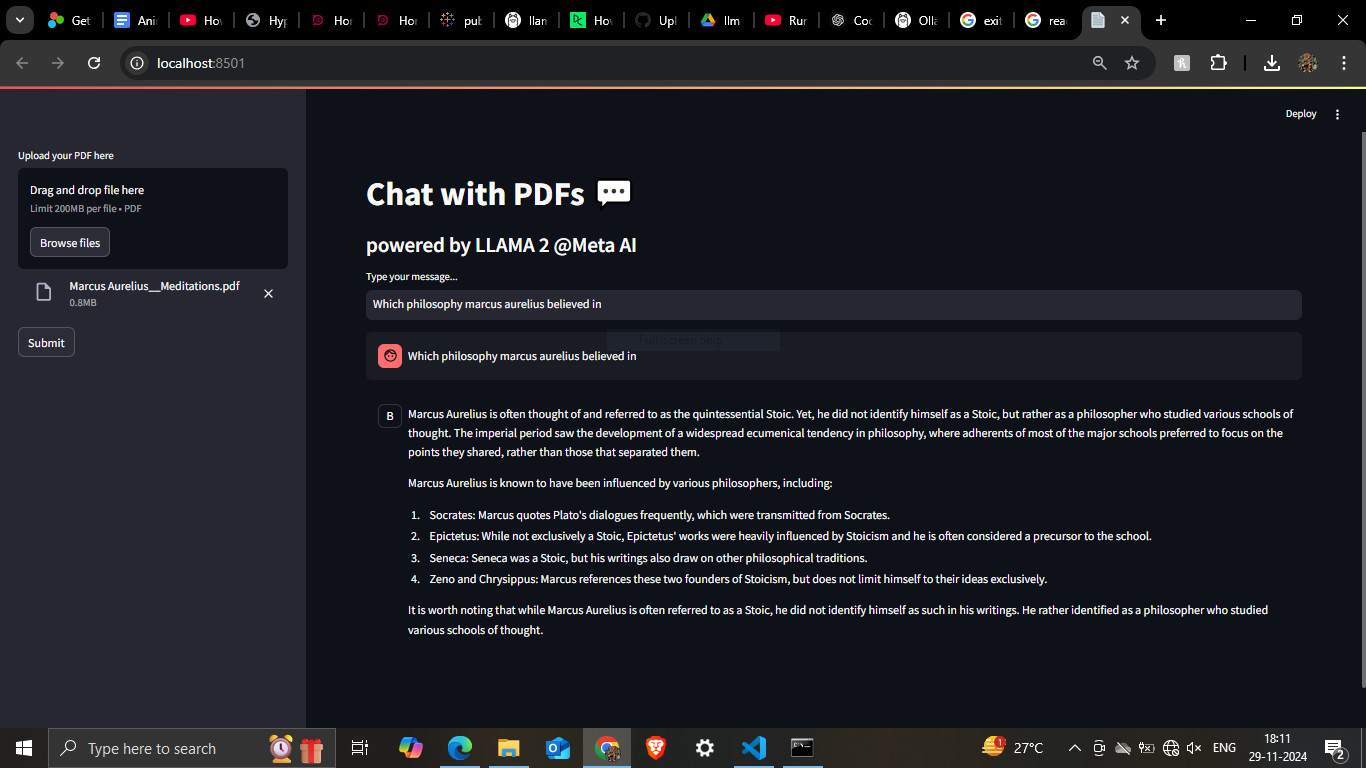 Get
Ani
Hov
Hyp
Hor
Hor
pub
llan
Hov
Upl
llm
Rur
Coc
Olla
exit
rea
localhost:8501
Deploy
Upload your PDF here
Drag and drop file here
Limit 200MB per file • PDF
Browse files
Marcus Aurelius__Meditations.pdf
0.8MB
Submit
Chat with PDFs 💬
powered by LLAMA 2 @Meta AI
Type your message...
Which philosophy marcus aurelius believed in
Full-screen Snip
Which philosophy marcus aurelius believed in
B
Marcus Aurelius is often thought of and referred to as the quintessential Stoic. Yet, he did not identify himself as a Stoic, but rather as a philosopher who studied various schools of
thought. The imperial period saw the development of a widespread ecumenical tendency in philosophy, where adherents of most of the major schools preferred to focus on the
points they shared, rather than those that separated them.
Marcus Aurelius is known to have been influenced by various philosophers, including:
1. Socrates: Marcus quotes Plato's dialogues frequently, which were transmitted from Socrates.
2. Epictetus: While not exclusively a Stoic, Epictetus' works were heavily influenced by Stoicism and he is often considered a precursor to the school.
3. Seneca: Seneca was a Stoic, but his writings also draw on other philosophical traditions.
4. Zeno and Chrysippus: Marcus references these two founders of Stoicism, but does not limit himself to their ideas exclusively.
It is worth noting that while Marcus Aurelius is often referred to as a Stoic, he did not identify himself as such in his writings. He rather identified as a philosopher who studied
various schools of thought.
Type here to search
1
27°C
ENG
18:11
29-11-2024
2